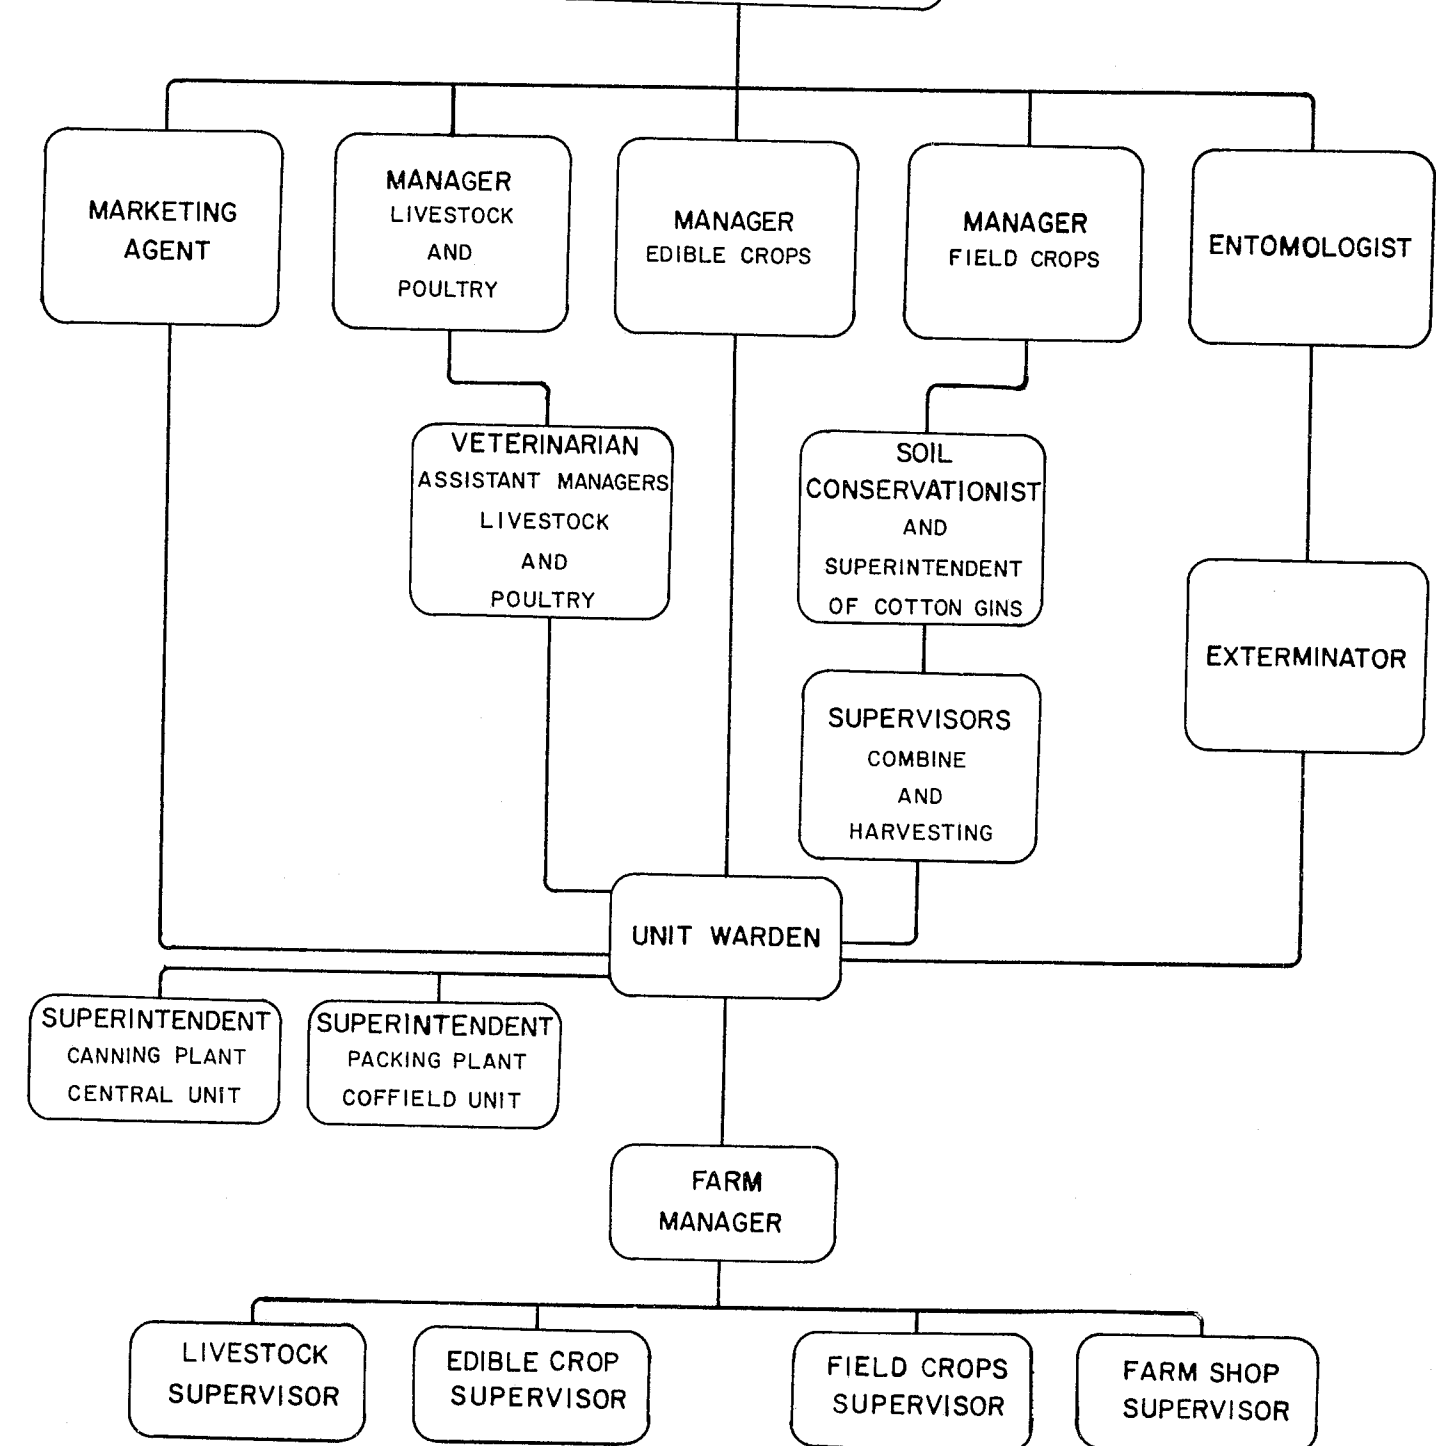 MARKETING
AGENT
MANAGER
LIVESTOCK
AND
POULTRY
MANAGER
EDIBLE CROPS
MANAGER
FIELD CROPS
ENTOMOLOGIST
VETERINARIAN
ASSISTANT MANAGERS
LIVESTOCK
AND
POULTRY
SOIL
CONSERVATIONIST
AND
SUPERINTENDENT
OF COTTON GINS
EXTERMINATOR
SUPERVISORS
COMBINE
AND
HARVESTING
UNIT WARDEN
SUPERINTENDENT
CANNING PLANT
CENTRAL UNIT
SUPERINTENDENT
PACKING PLANT
COFFIELD UNIT
FARM
MANAGER
LIVESTOCK
SUPERVISOR
EDIBLE CROP
SUPERVISOR
FIELD CROPS
SUPERVISOR
FARM SHOP
SUPERVISOR